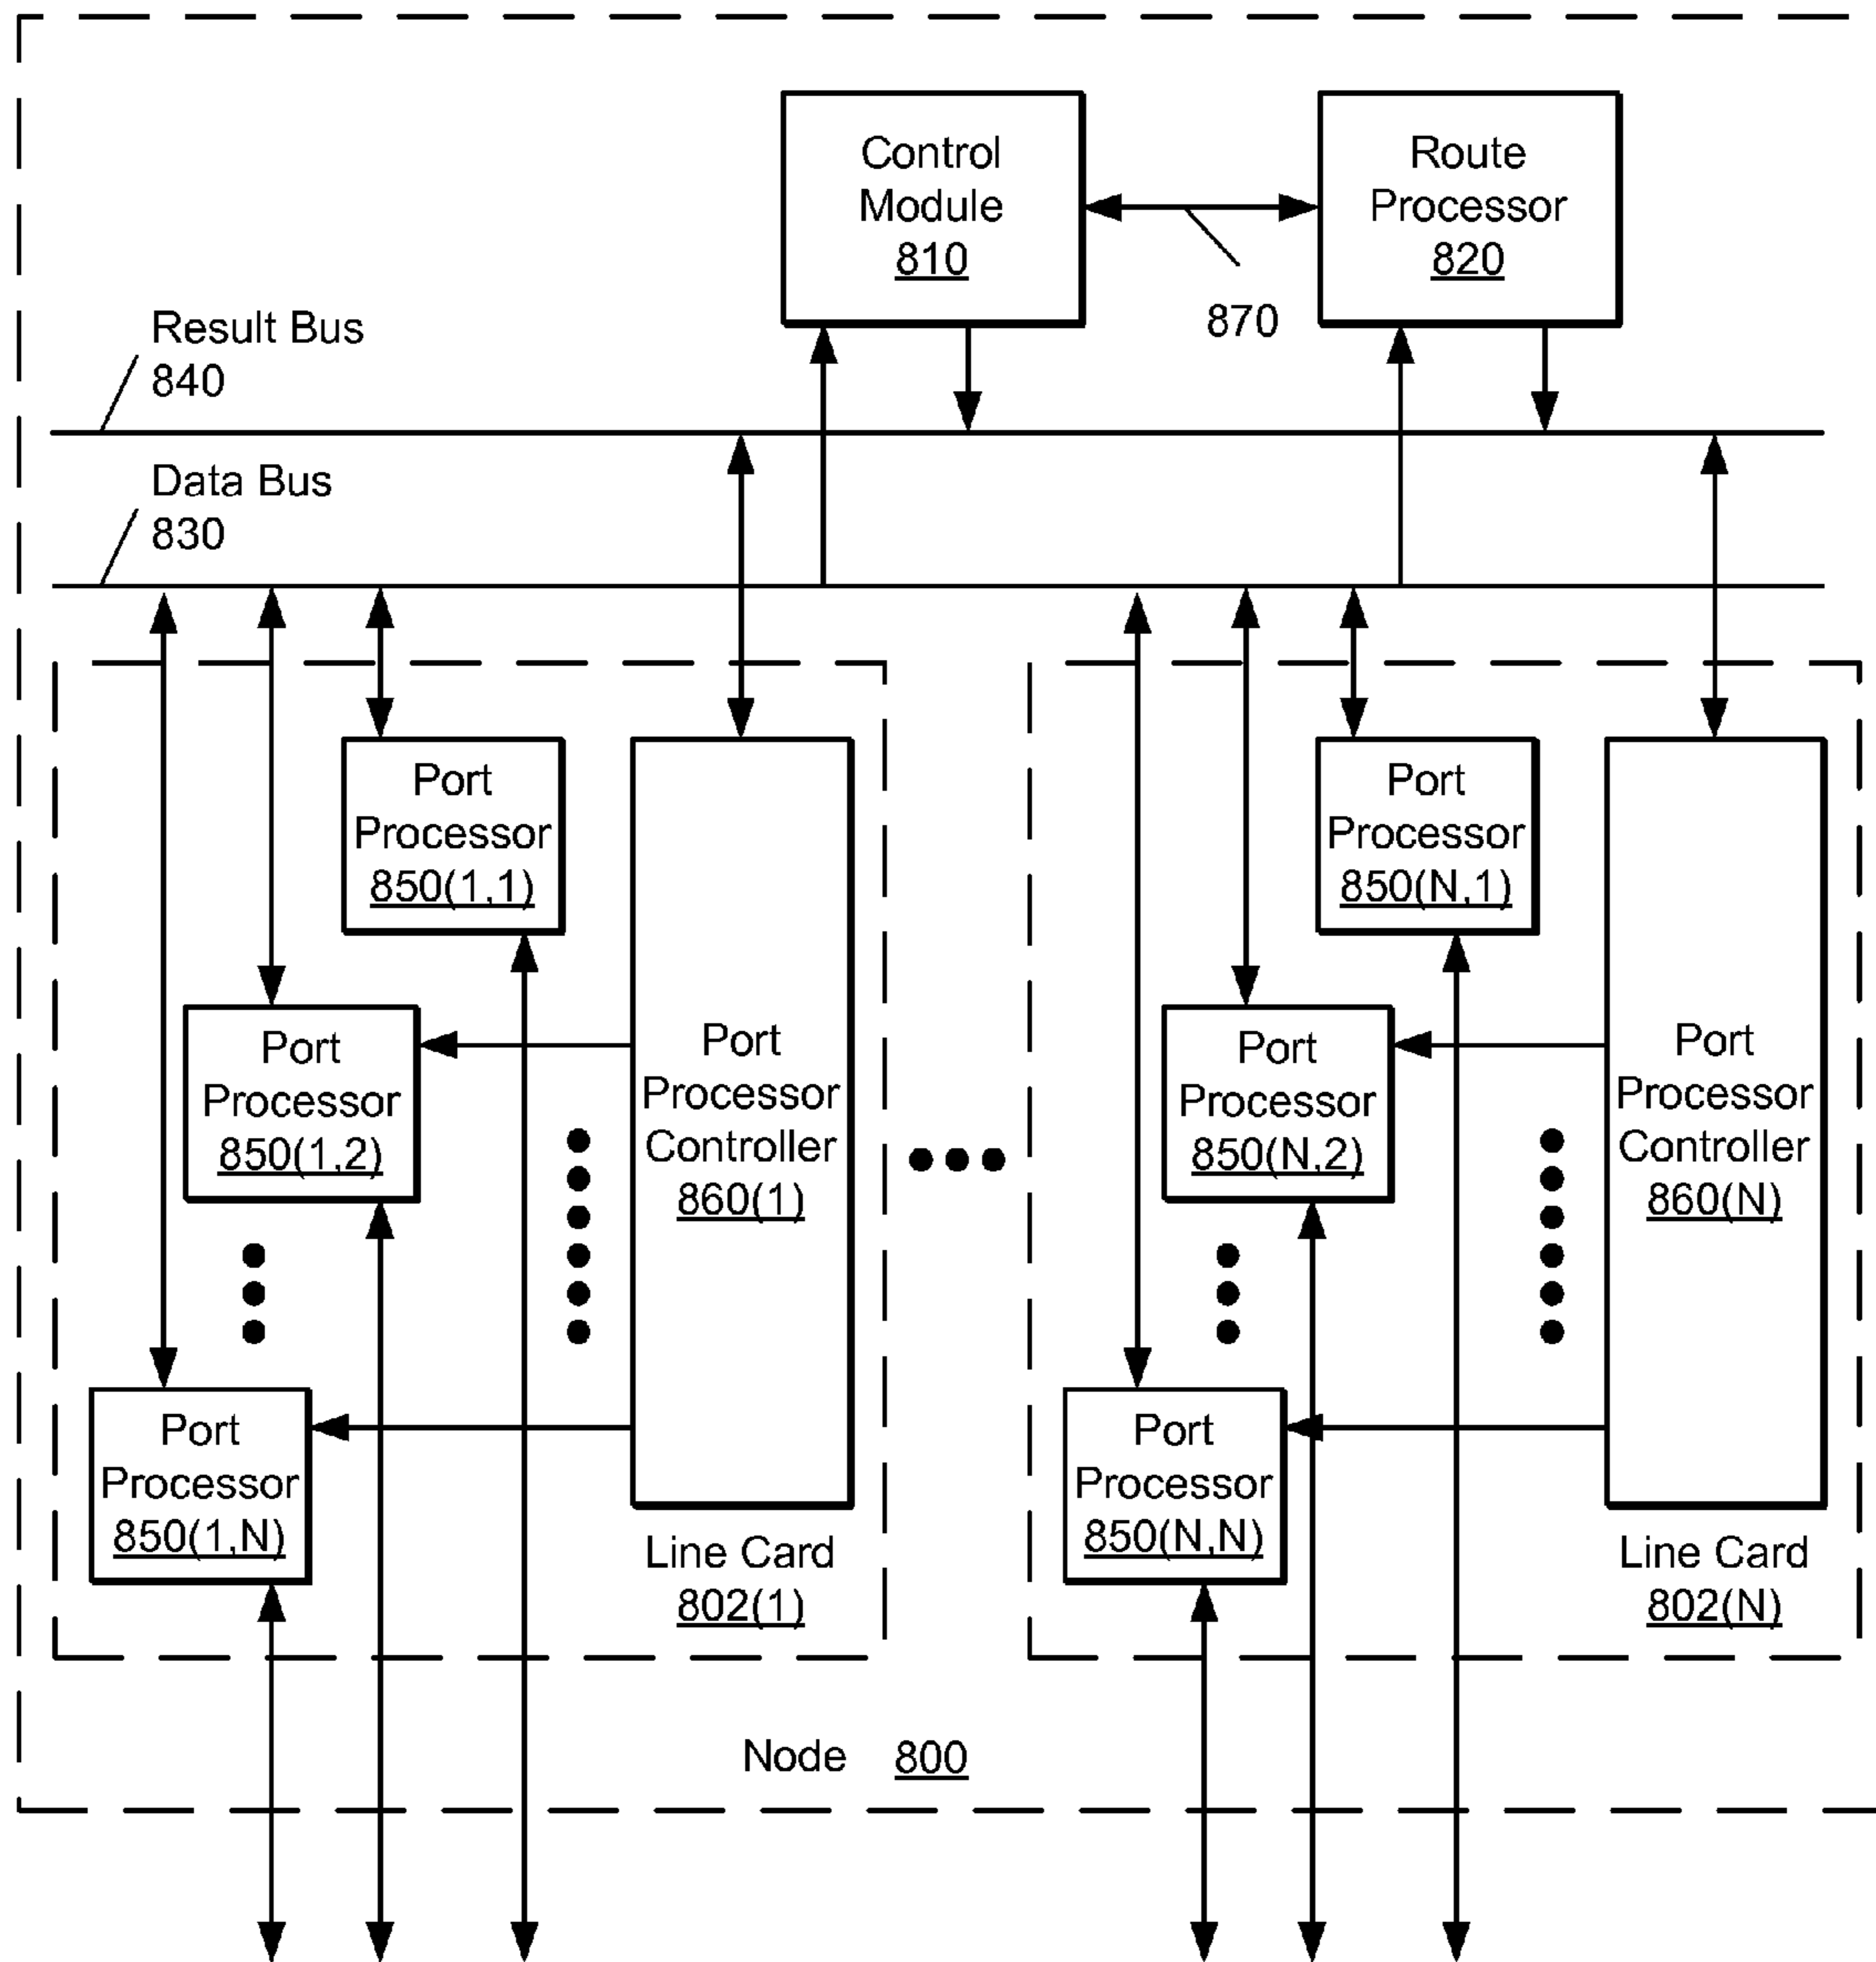 Control
Module
810
Route
Processor
820
870
Result Bus
840
Data Bus
830
Port
Processor
850(1,1)
Port
Processor
850(1,2)
Port
Processor
850(1,N)
Port
Processor
Controller
860(1)
Line Card
802(1)
Port
Processor
850(N,1)
Port
Processor
850(N,2)
Port
Processor
850(N,N)
Port
Processor
Controller
860(N)
Line Card
802(N)
Node 800